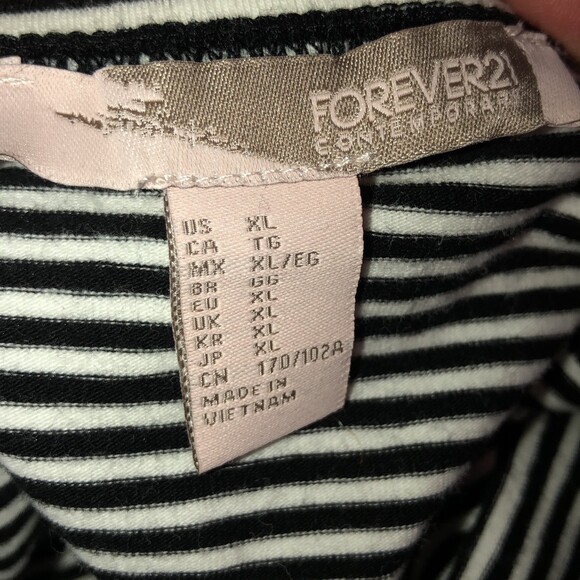 FOREVER21
CONTEMPORARY
US XL
CA TG
MX XL/EG
BR GG
EU XL
UK XL
KR XL
JP XL
CN 170/102A
MADE IN
VIETNAM